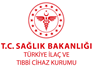 T.C. SAĞLIK BAKANLIĞI
TÜRKİYE İLAÇ VE
TIBBİ CİHAZ KURUMU